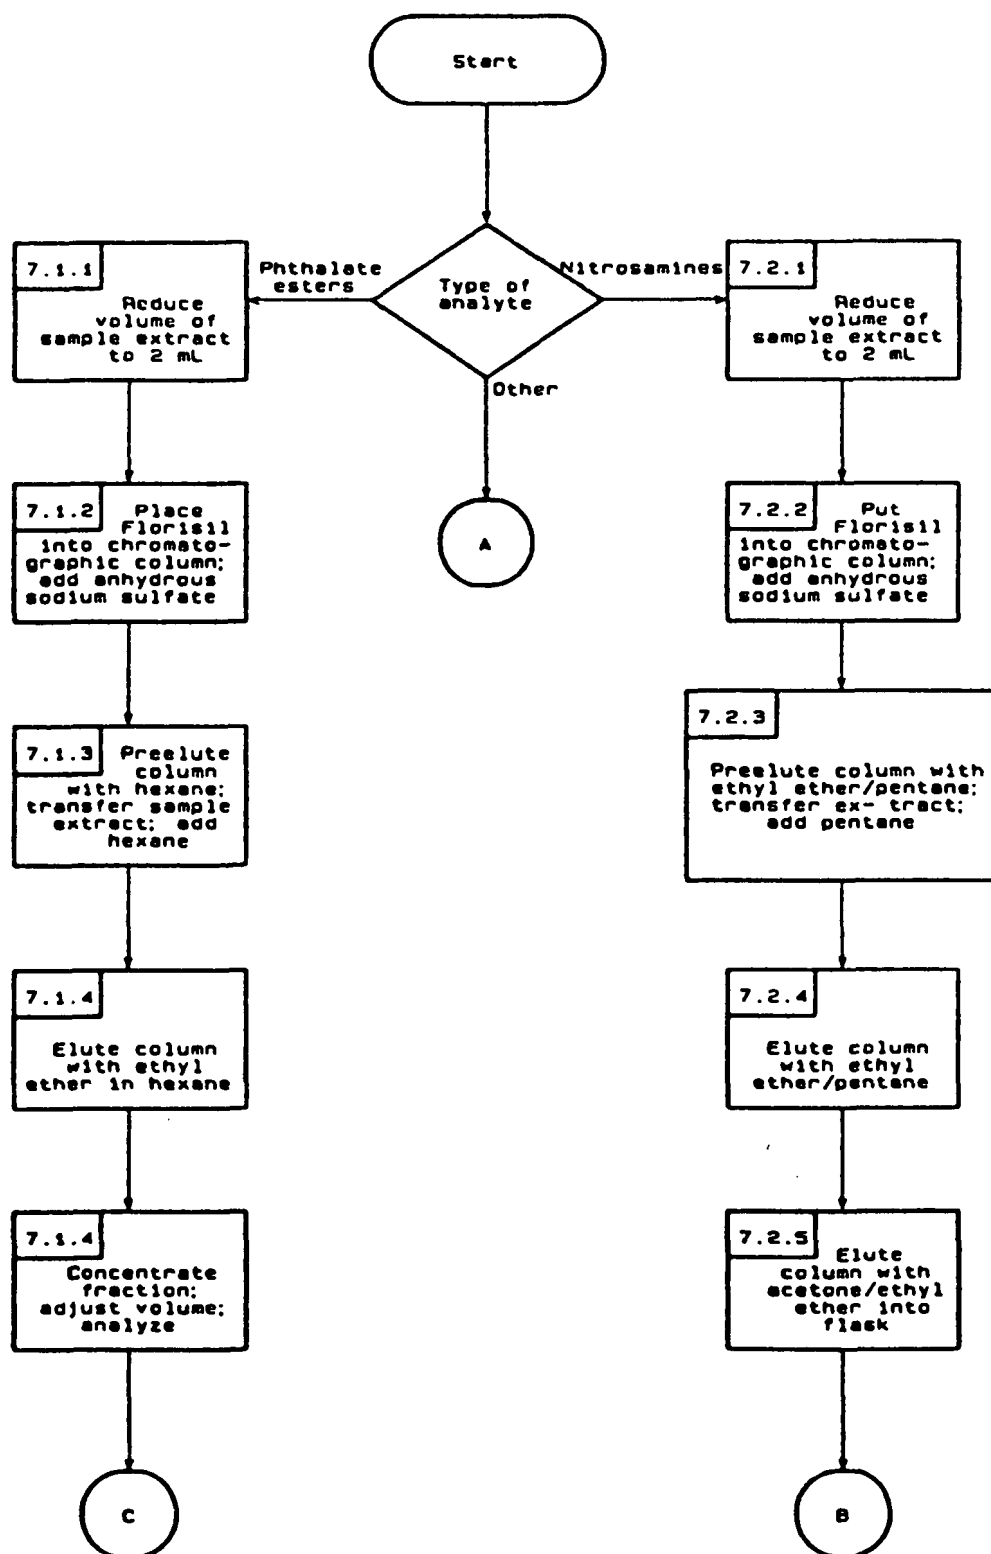 Start
Type of
analyte
Phthalate
esters
Nitrosamines
Other
A
7.1.1
Reduce
volume of
sample extract
to 2 mL
7.1.2 Place
Florisil
into chromato-
graphic column;
add anhydrous
sodium sulfate
7.1.3 Preelute
column
with hexane;
transfer sample
extract; add
hexane
7.1.4
Elute column
with ethyl
ether in hexane
7.1.4
Concentrate
fraction;
adjust volume;
analyze
C
7.2.1
Reduce
volume of
sample extract
to 2 mL
7.2.2 Put
Florisil
into chromato-
graphic column;
add anhydrous
sodium sulfate
7.2.3
Preelute column with
ethyl ether/pentane;
transfer ex- tract;
add pentane
7.2.4
Elute column
with ethyl
ether/pentane
7.2.5 Elute
column with
acetone/ethyl
ether into
flask
B